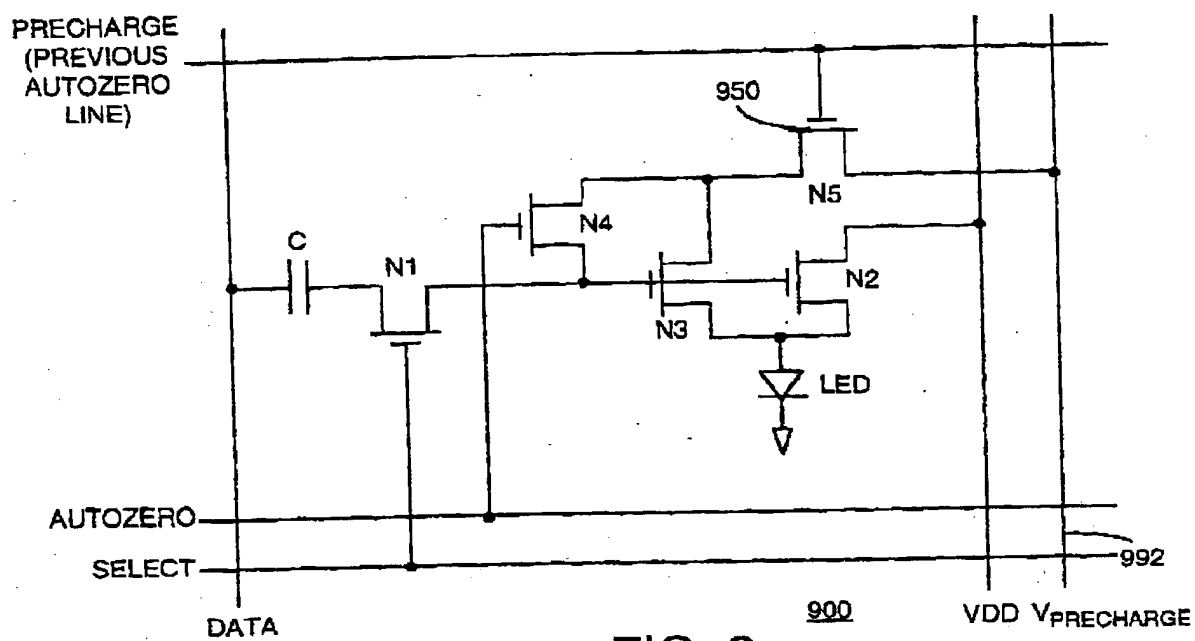 PRECHARGE
(PREVIOUS
AUTOZERO
LINE)
950
N5
N4
C
N1
N2
N3
LED
AUTOZERO
SELECT
992
DATA
900
VDD
VPRECHARGE